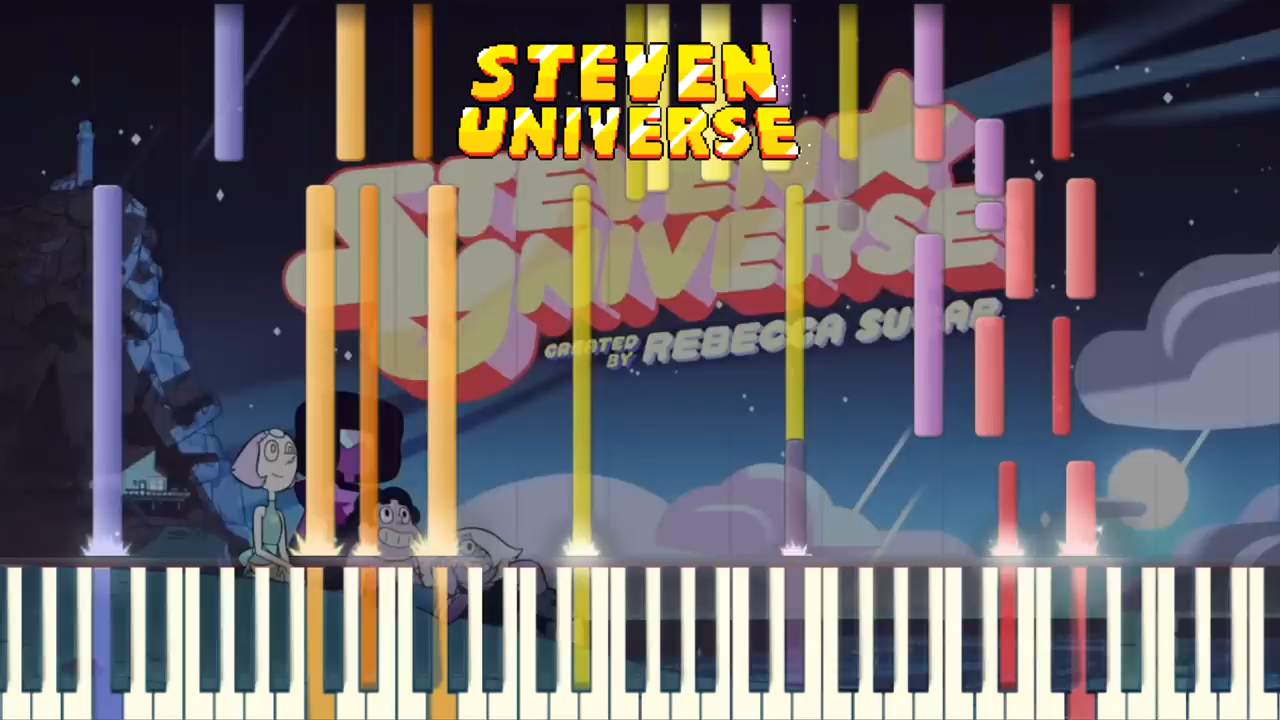 STEVEN
UNIVERSE
STEVEN
UNIVERSE
CREATED
BY REBECCA SUGAR